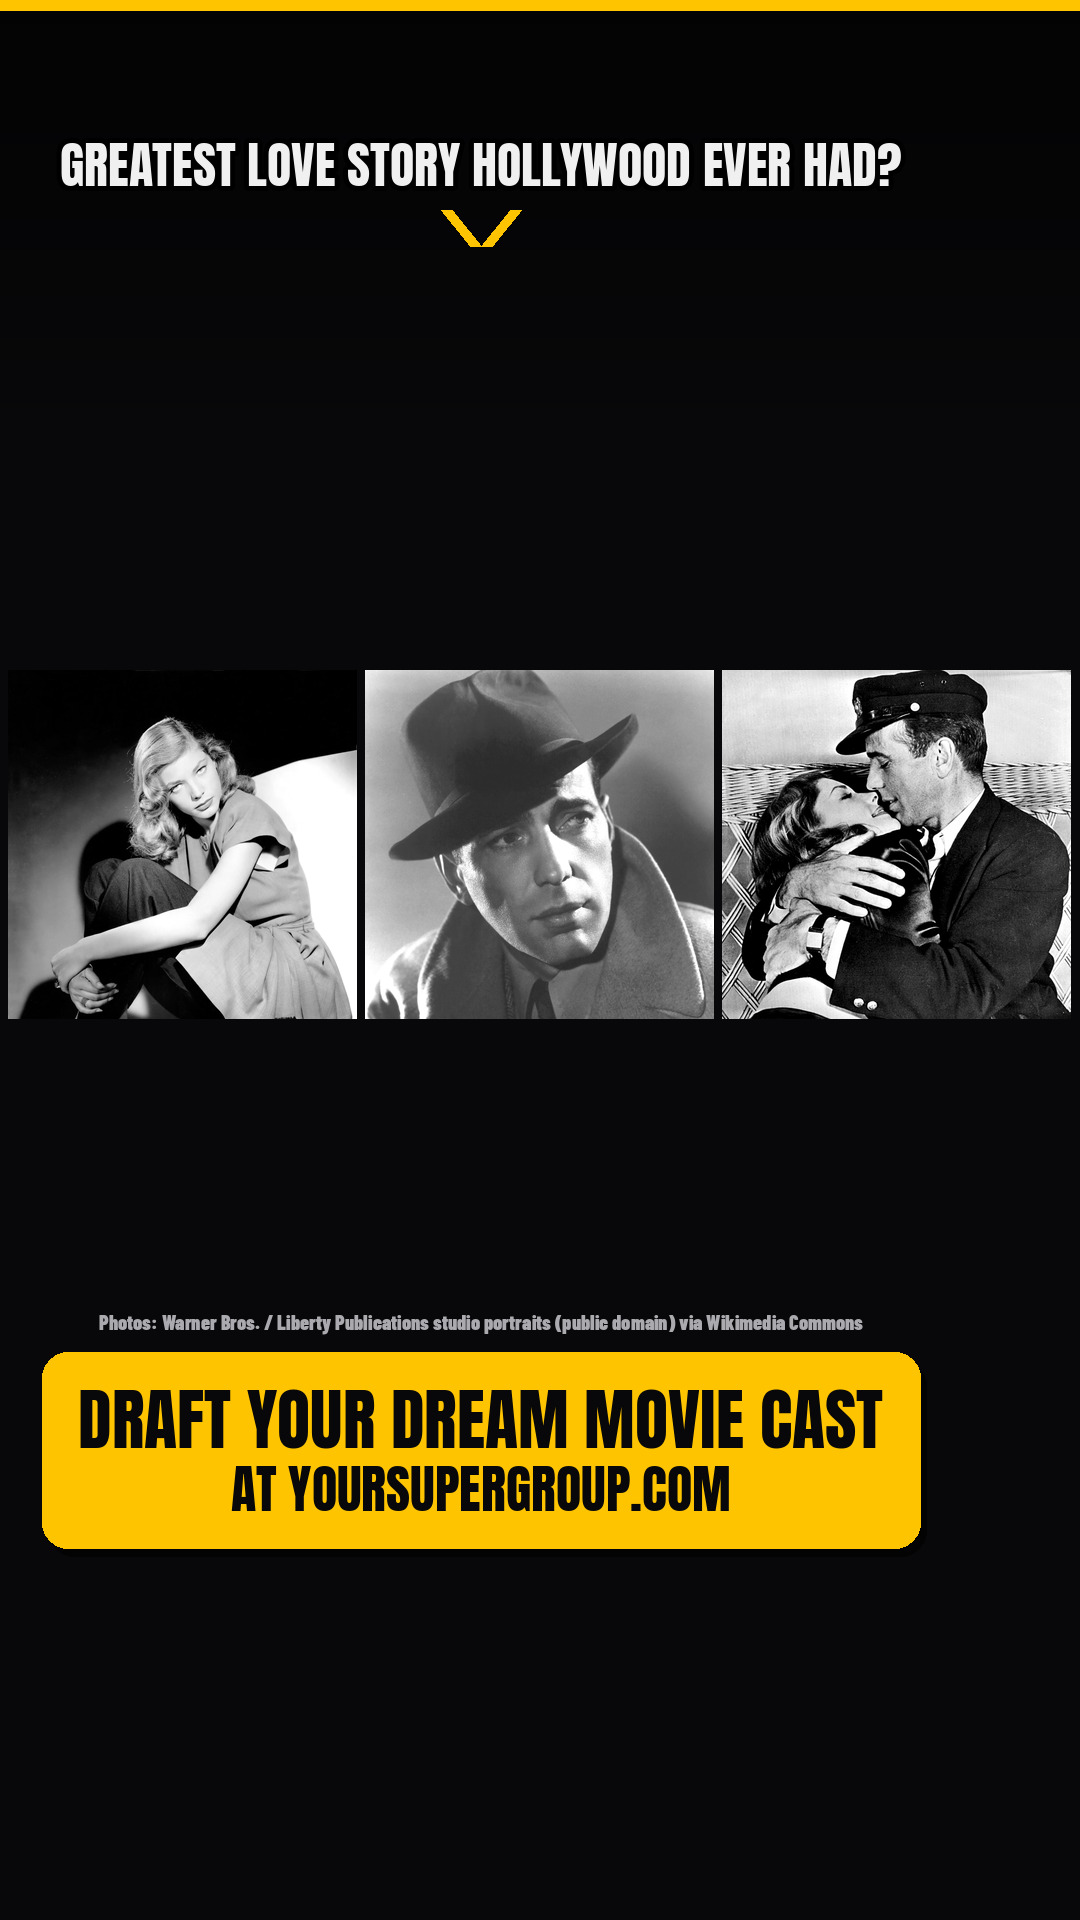 GREATEST LOVE STORY HOLLYWOOD EVER HAD?
Photos: Warner Bros. / Liberty Publications studio portraits (public domain) via Wikimedia Commons
DRAFT YOUR DREAM MOVIE CAST
AT YOURSUPERGROUP.COM